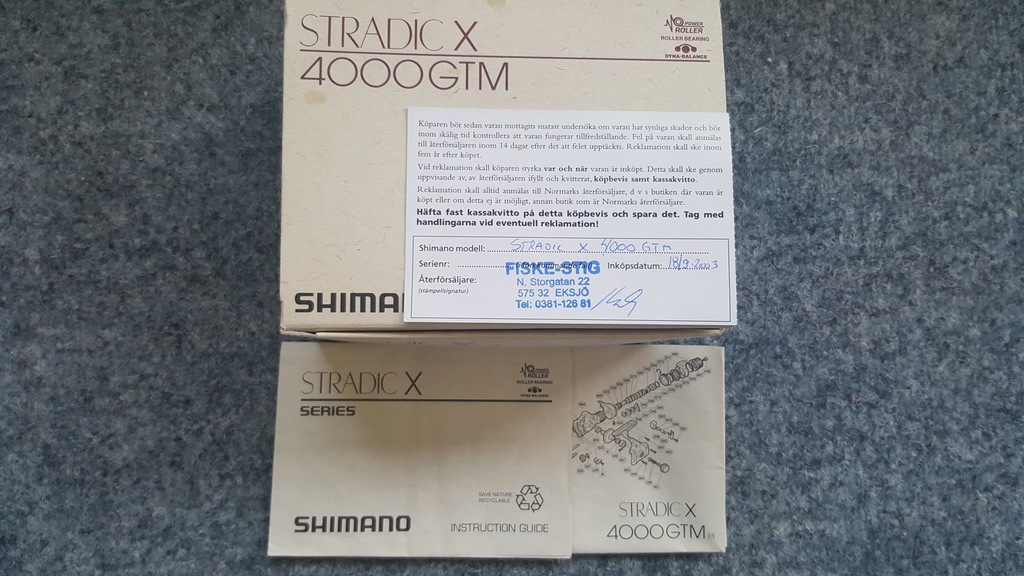 STRADIC X
4000GTM
POWER
ROLLER
ROLLER BEARING
DYNA-BALANCE
Köparen bör sedan varan mottagits snarast undersöka om varan har synliga skador och bör
inom skälig tid kontrollera att varan fungerar tillfredställande. Fel på varan skall anmälas
till återförsäljaren inom 14 dagar efter det att felet upptäckts. Reklamation skall ske inom
fem år efter köpet.
Vid reklamation skall köparen styrka var och när varan är inköpt. Detta skall ske genom
uppvisande av, av återförsäljaren ifyllt och kvitterat, köpbevis samt kassakvitto.
Reklamation skall alltid anmälas till Normarks återförsäljare, d v s butiken där varan är
köpt eller om detta ej är möjligt, annan butik som är Normarks återförsäljare.
Häfta fast kassakvitto på detta köpbevis och spara det. Tag med
handlingarna vid eventuell reklamation!
Shimano modell: STRADIC X 4000 GTM
Serienr: Inköpsdatum: 18/9-2003
Återförsäljare:
(stämpel/signatur)
FISKE-STIG
N. Storgatan 22
575 32 EKSJÖ
Tel: 0381-126 81
SHIMA
STRADIC X
SERIES
POWER
ROLLER
ROLLER BEARING
DYNA-BALANCE
SAVE NATURE
RECYCLABLE
SHIMANO
INSTRUCTION GUIDE
STRADIC X
4000GTM